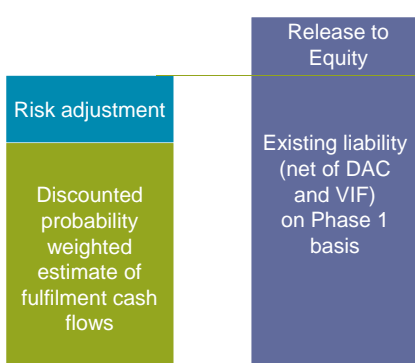 Release to
Equity
Risk adjustment
Existing liability
(net of DAC
and VIF)
on Phase 1
basis
Discounted
probability
weighted
estimate of
fulfilment cash
flows